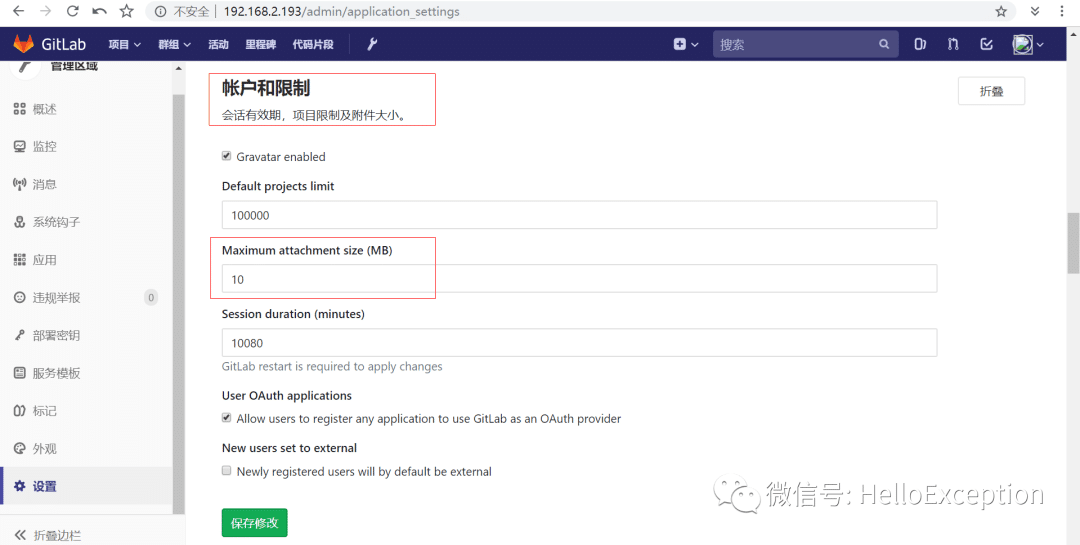 不安全 | 192.168.2.193/admin/application_settings
GitLab 项目 群组 活动 里程碑 代码片段 搜索
管理区域
概述
监控
消息
系统钩子
应用
违规举报 0
部署密钥
服务模板
标记
外观
设置
折叠边栏
帐户和限制
会话有效期，项目限制及附件大小。
折叠
Gravatar enabled
Default projects limit
100000
Maximum attachment size (MB)
10
Session duration (minutes)
10080
GitLab restart is required to apply changes
User OAuth applications
Allow users to register any application to use GitLab as an OAuth provider
New users set to external
Newly registered users will by default be external
保存修改
微信号: HelloException